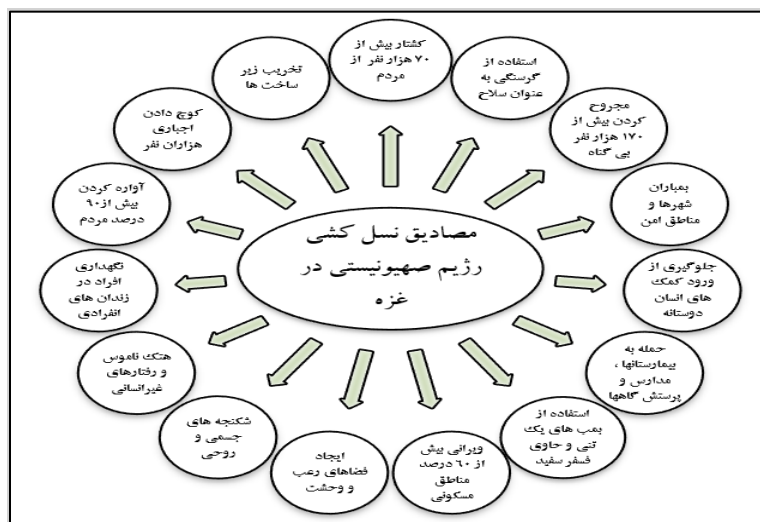 مصادیق نسل کشی
رژیم صهیونیستی در
غزه
کشتار بیش از
۷۰ هزار نفر از
مردم
استفاده از
گرسنگی به
عنوان سلاح
مجروح
کردن بیش از
۱۷۰ هزار نفر
بی گناه
بمباران
شهرها و
مناطق امن
جلوگیری از
ورود کمک
های انسان
دوستانه
حمله به
بیمارستانها ،
مدارس و
پرستش گاهها
استفاده از
بمب های یک
تنی و حاوی
فسفر سفید
ویرانی بیش
از ۶۰ درصد
مناطق
مسکونی
ایجاد
فضاهای رعب
و وحشت
شکنجه های
جسمی و
روحی
هتک ناموس
و رفتارهای
غیرانسانی
نگهداری
افراد در
زندان های
انفرادی
آواره کردن
بیش از۹۰
درصد مردم
کوچ دادن
اجباری
هزاران نفر
تخریب زیر
ساخت ها